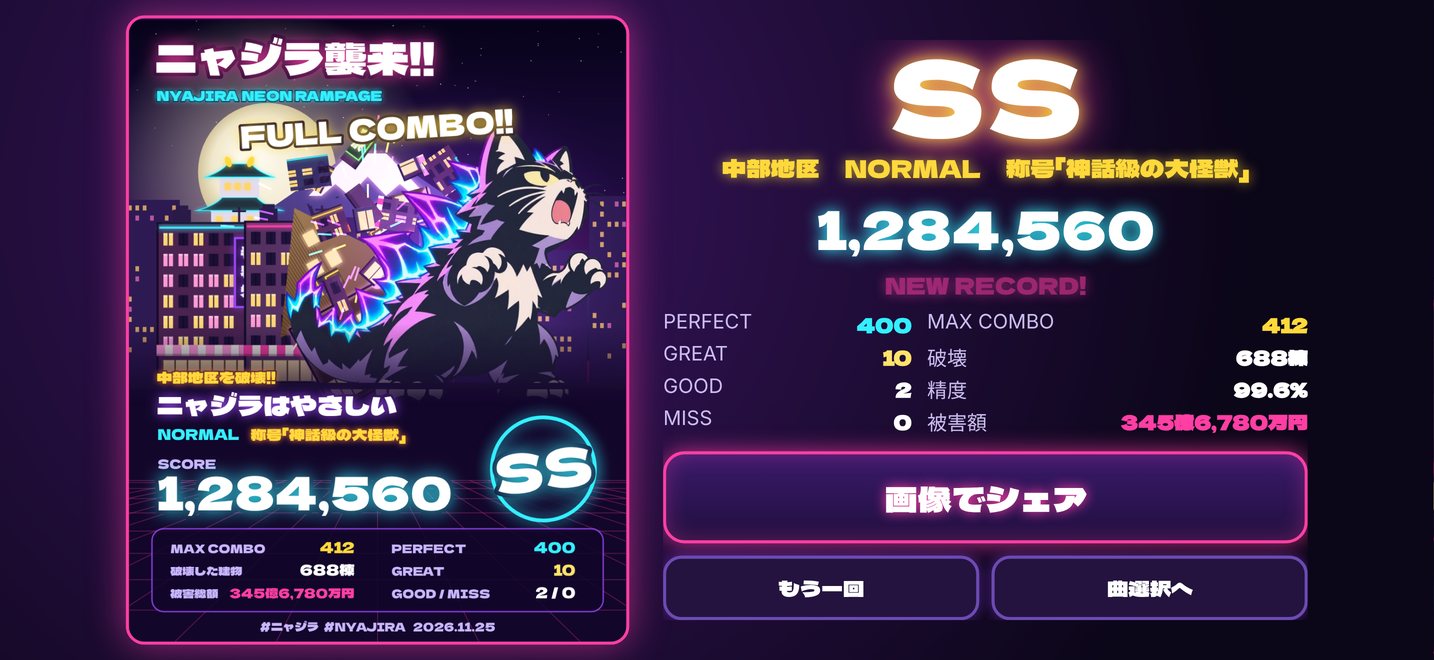 ニャジラ襲来!!
NYAJIRA NEON RAMPAGE
FULL COMBO!!
中部地区を破壊!!
ニャジラはやさしい
NORMAL 称号「神話級の大怪獣」
SCORE
1,284,560
SS
MAX COMBO 412 PERFECT 400
破壊した建物 688棟 GREAT 10
被害総額 345億6,780万円 GOOD / MISS 2 / 0
#ニャジラ #NYAJIRA 2026.11.25
SS
中部地区 NORMAL 称号「神話級の大怪獣」
1,284,560
NEW RECORD!
PERFECT 400 MAX COMBO 412
GREAT 10 破壊 688棟
GOOD 2 精度 99.6%
MISS 0 被害額 345億6,780万円
画像でシェア
もう一回 曲選択へ